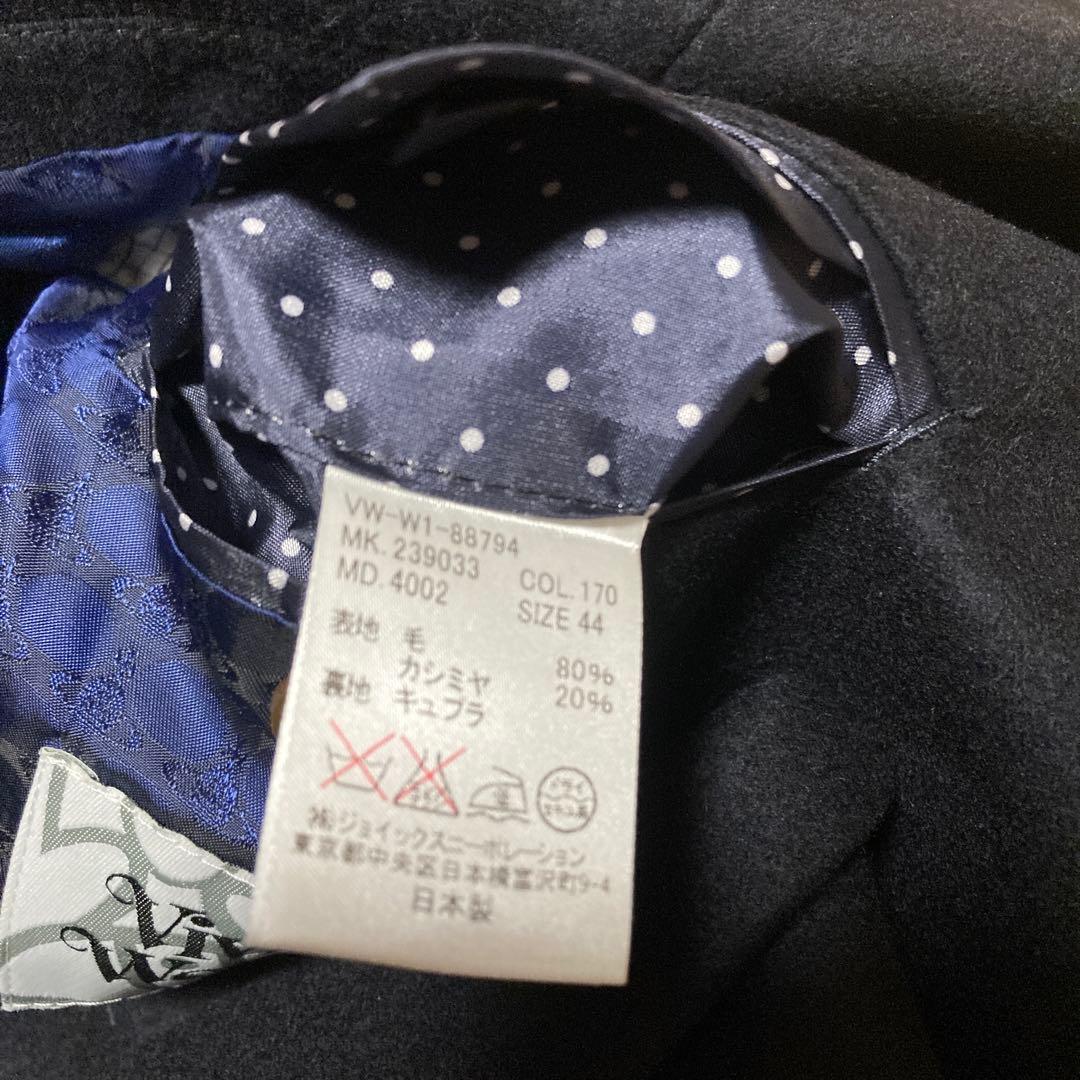 VW-W1-88794
MK.239033 COL.170
MD.4002 SIZE 44
表地 毛 80%
カシミヤ 20%
裏地 キュプラ
ドライ
㈱ジョイックスコーポレーション
東京都中央区日本橋富沢町9-4
日本製